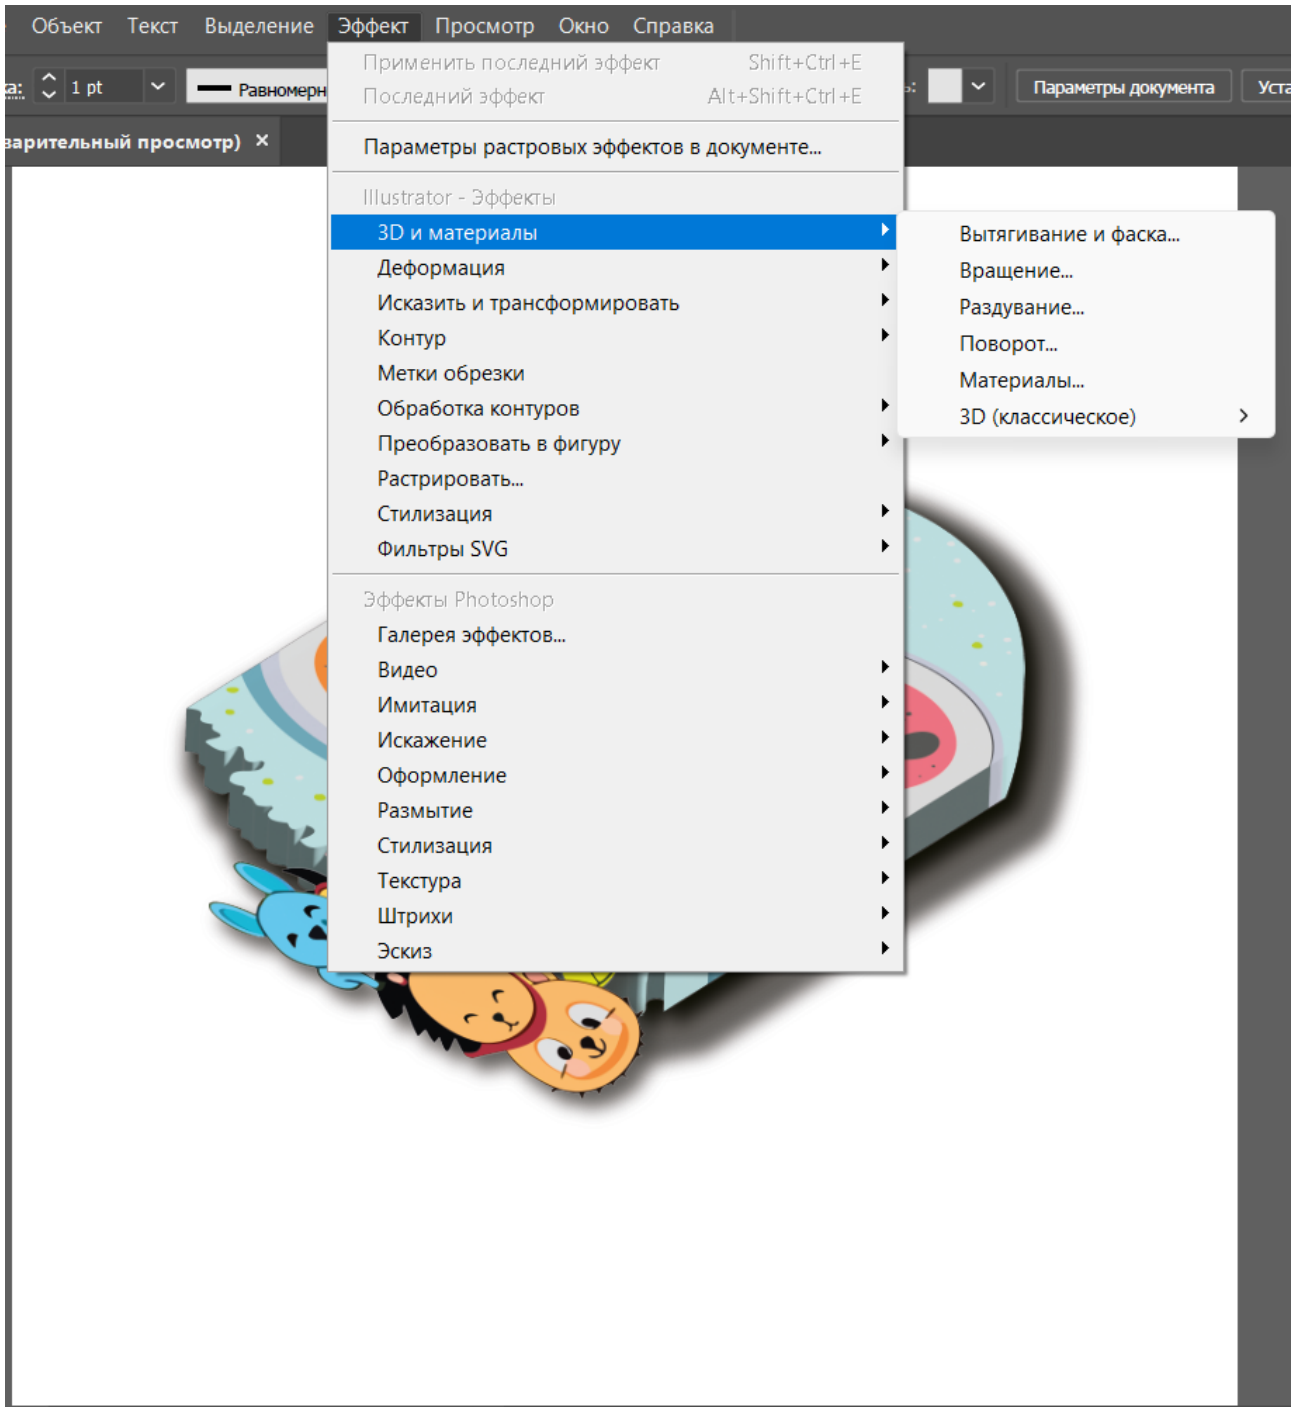 Объект Текст Выделение Эффект Просмотр Окно Справка
1 pt Равномерн Параметры документа
просмотр) ×
Применить последний эффект Shift+Ctrl+E
Последний эффект Alt+Shift+Ctrl+E
Параметры растровых эффектов в документе...
Illustrator - Эффекты
3D и материалы
Деформация
Исказить и трансформировать
Контур
Метки обрезки
Обработка контуров
Преобразовать в фигуру
Растрировать...
Стилизация
Фильтры SVG
Эффекты Photoshop
Галерея эффектов...
Видео
Имитация
Искажение
Оформление
Размытие
Стилизация
Текстура
Штрихи
Эскиз
Вытягивание и фаска...
Вращение...
Раздувание...
Поворот...
Материалы...
3D (классическое)